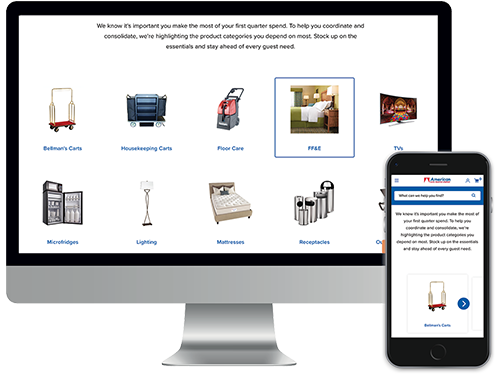 We know it's important you make the most of your first quarter spend. To help you coordinate and
consolidate, we're highlighting the product categories you depend on most. Stock up on the
essentials and stay ahead of every guest need.
Bellman's Carts
Housekeeping Carts
Floor Care
FF&E
TVs
Microfridges
Lighting
Mattresses
Receptacles
American
What can we help you find?
We know it's important you make the most of
your first quarter spend. To help you
coordinate and consolidate, we're
highlighting the product categories you
depend on most. Stock up on the essentials
and stay ahead of every guest need.
Bellman's Carts